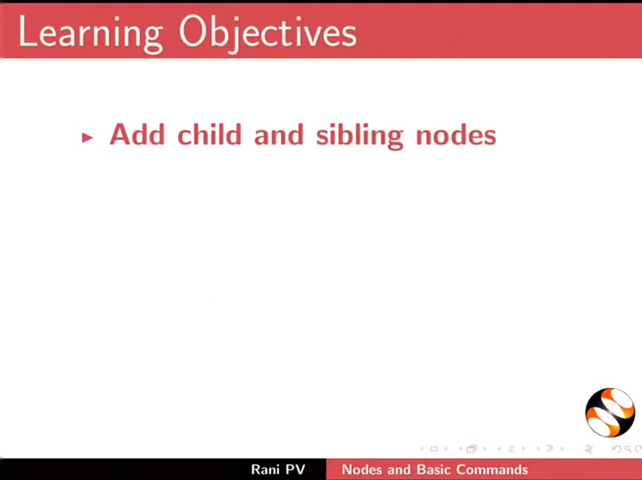 Learning Objectives
Add child and sibling nodes
Rani PV Nodes and Basic Commands